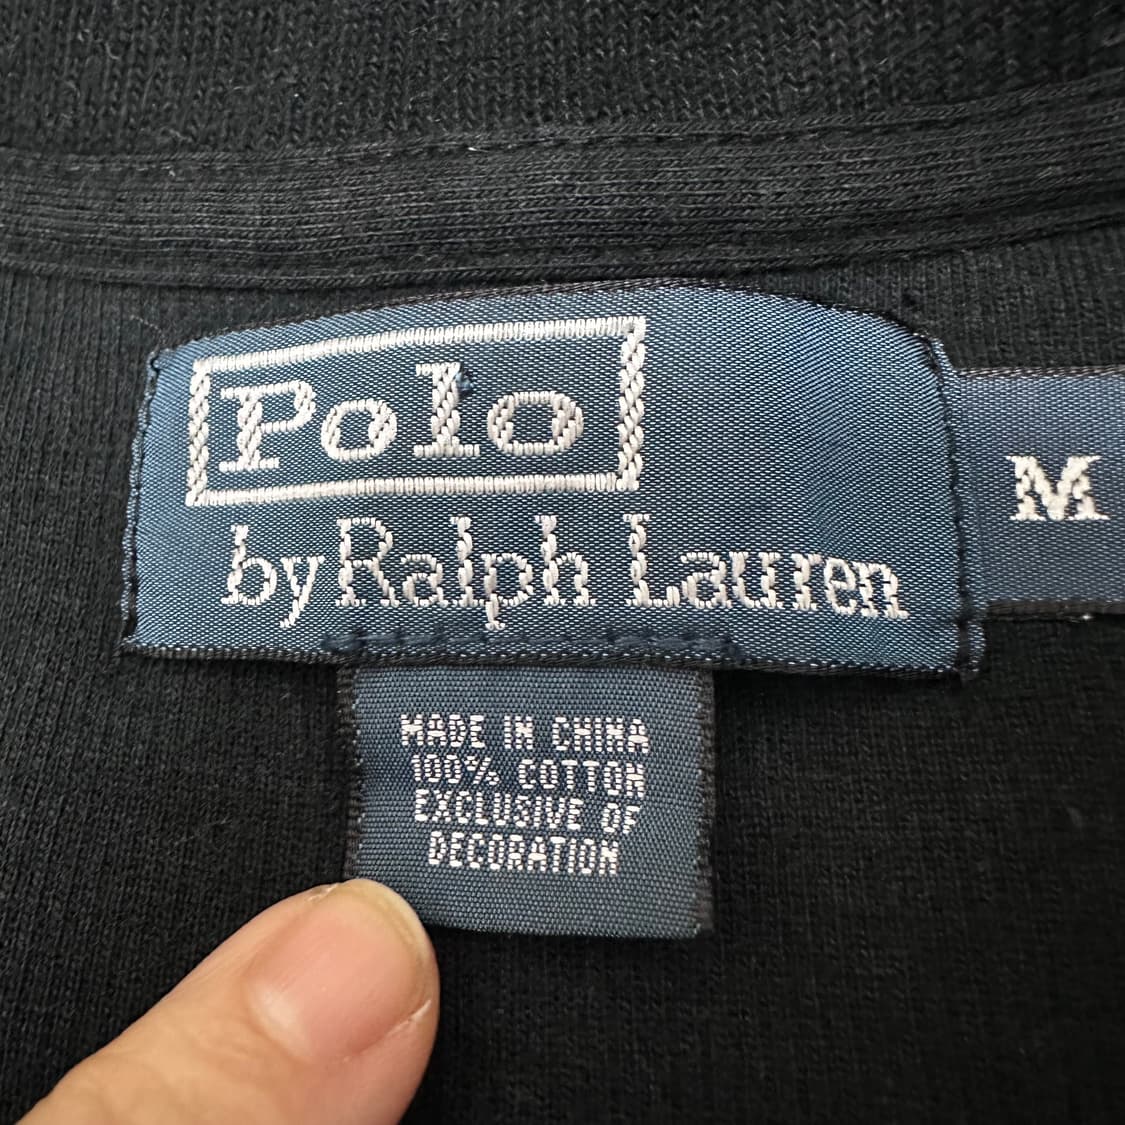 Polo
by Ralph Lauren
M
MADE IN CHINA
100% COTTON
EXCLUSIVE OF
DECORATION